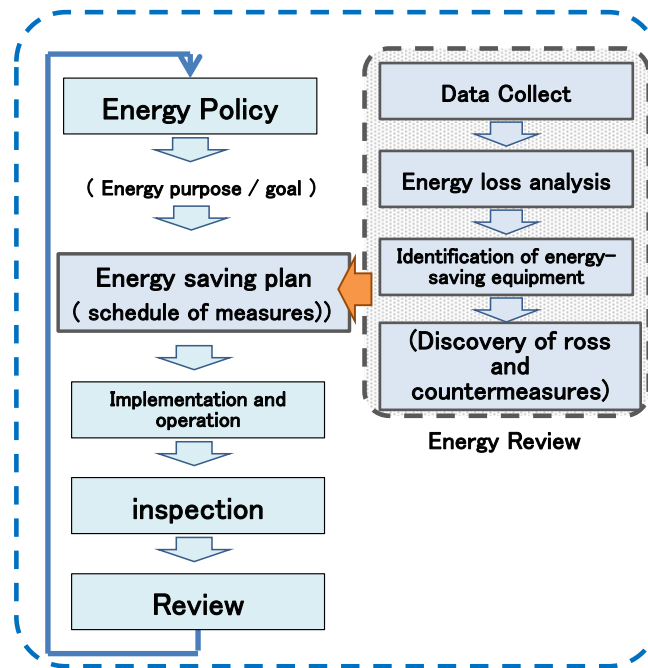 Energy Policy
( Energy purpose / goal )
Energy saving plan
( schedule of measures))
Implementation and
operation
inspection
Review
Data Collect
Energy loss analysis
Identification of energy-
saving equipment
(Discovery of ross
and
countermeasures)
Energy Review